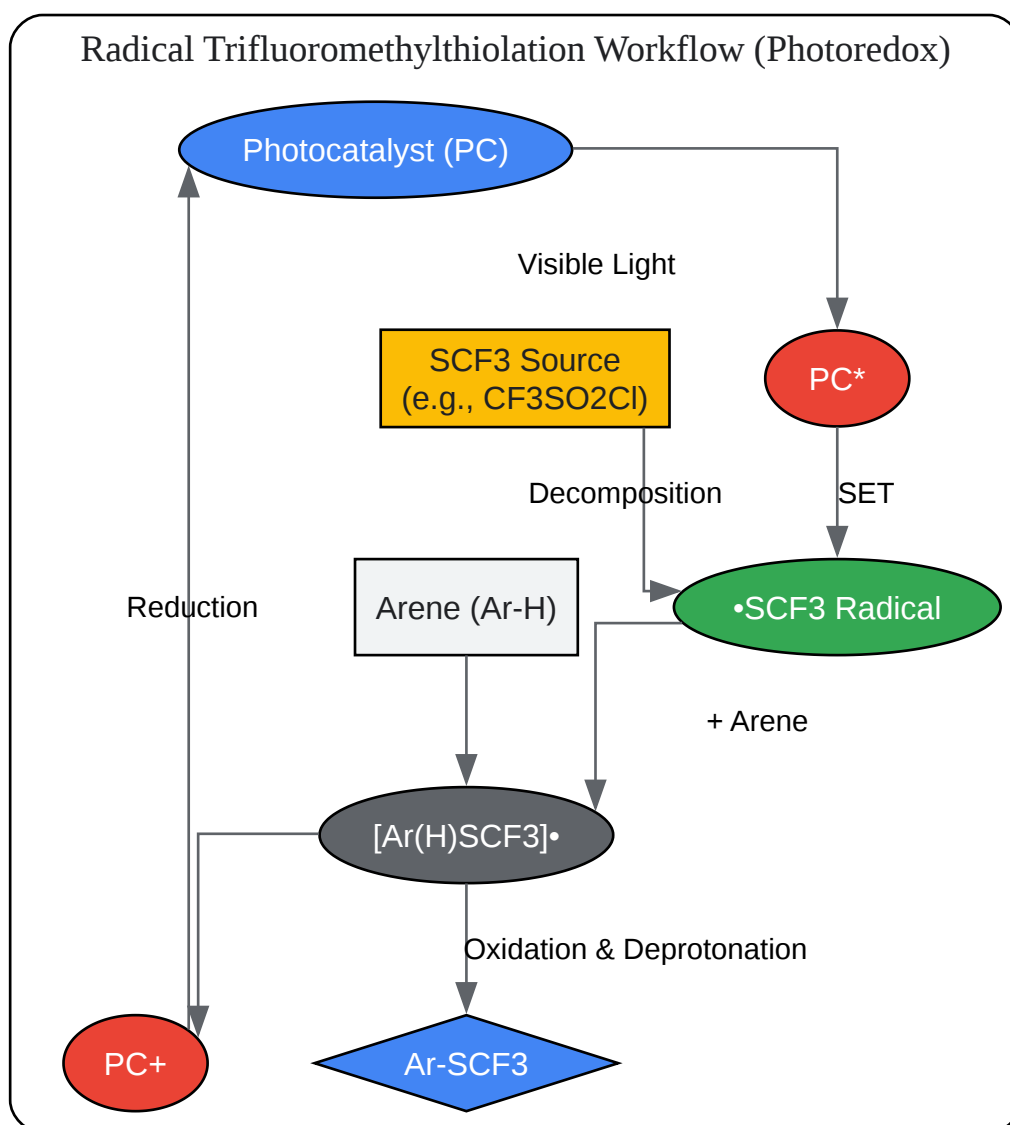 Radical Trifluoromethylthiolation Workflow (Photoredox)
Photocatalyst (PC)
Visible Light
SCF3 Source
(e.g., CF3SO2Cl)
PC*
Decomposition
SET
Arene (Ar-H)
•SCF3 Radical
Reduction
+ Arene
[Ar(H)SCF3]•
Oxidation & Deprotonation
PC+
Ar-SCF3